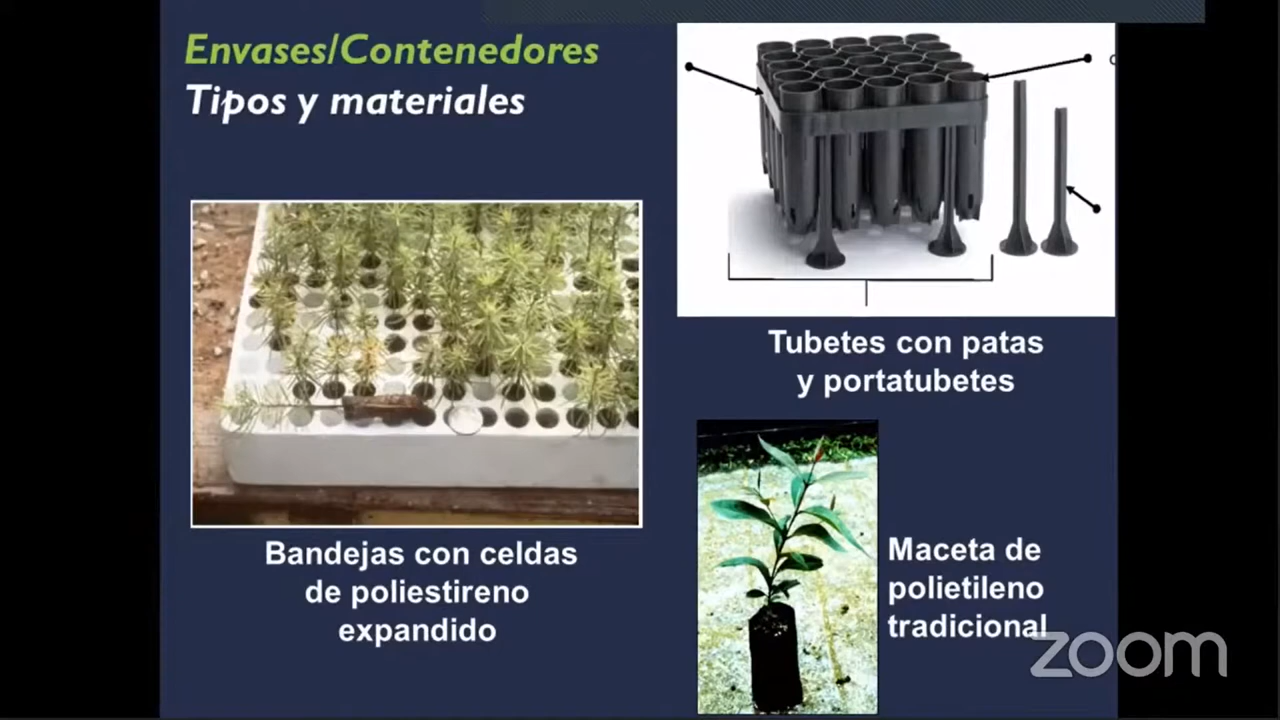 Envases/Contenedores
Tipos y materiales
Tubetes con patas
y portatubetes
Bandejas con celdas
de poliestireno
expandido
Maceta de
polietileno
tradicional
zoom